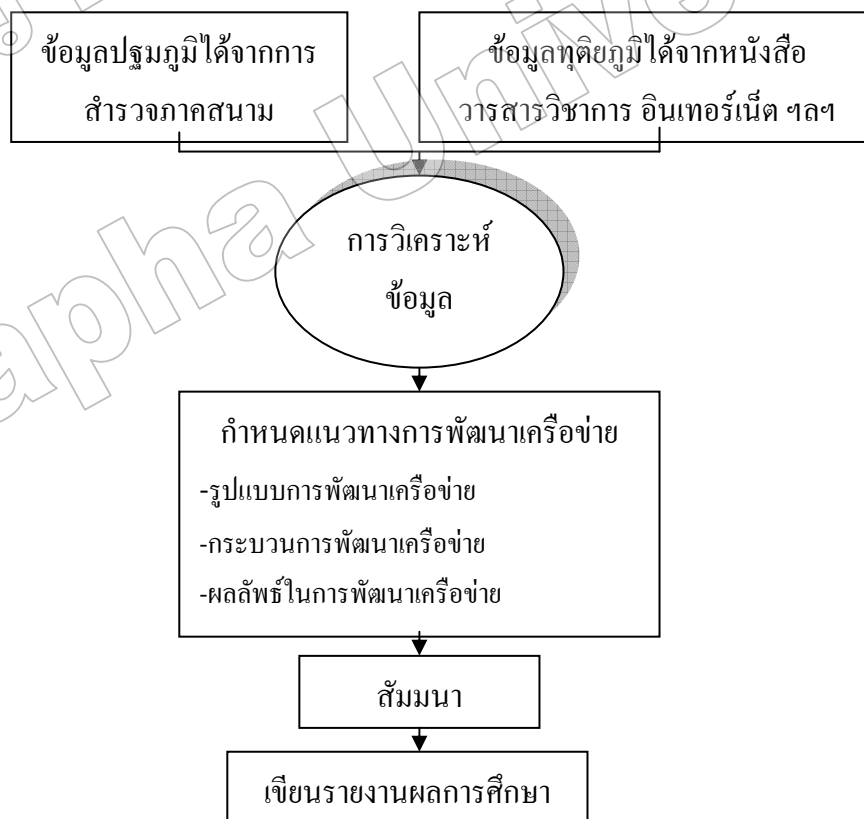 ข้อมูลปฐมภูมิได้จากการ
สำรวจภาคสนาม
ข้อมูลทุติยภูมิได้จากหนังสือ
วารสารวิชาการ อินเทอร์เน็ต ฯลฯ
การวิเคราะห์
ข้อมูล
กำหนดแนวทางการพัฒนาเครือข่าย
-รูปแบบการพัฒนาเครือข่าย
-กระบวนการพัฒนาเครือข่าย
-ผลลัพธ์ในการพัฒนาเครือข่าย
สัมมนา
เขียนรายงานผลการศึกษา
apha Unive